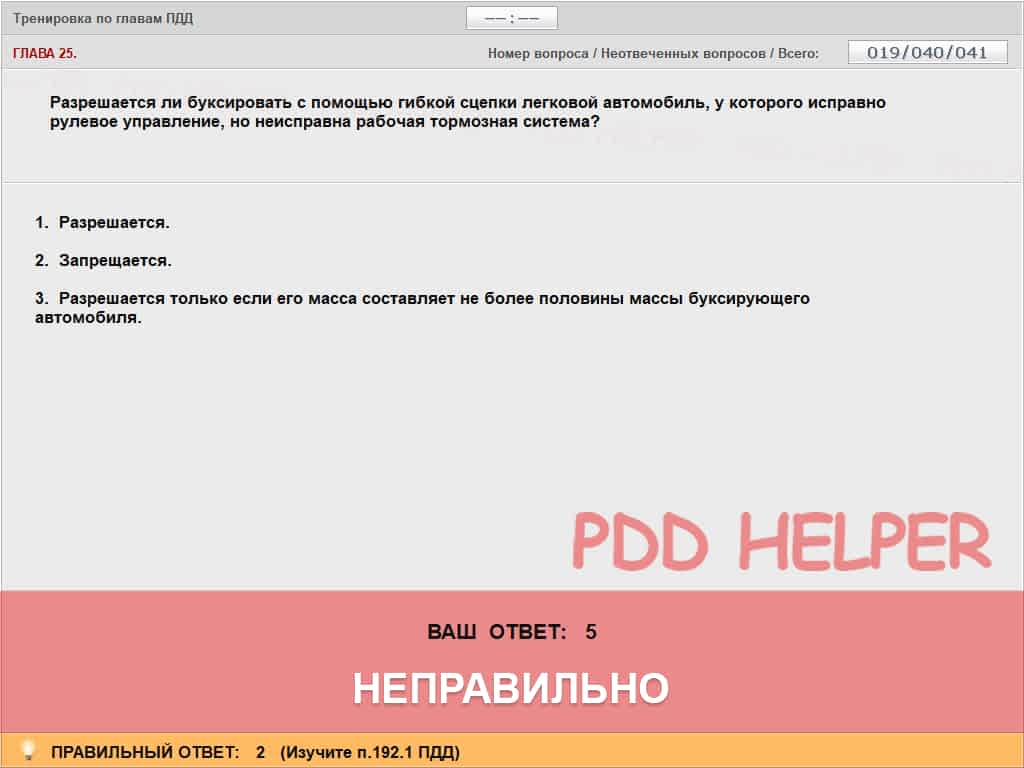 Тренировка по главам ПДД
–– : ––
ГЛАВА 25.
Номер вопроса / Неотвеченных вопросов / Всего:
019/040/041
Разрешается ли буксировать с помощью гибкой сцепки легковой автомобиль, у которого исправно
рулевое управление, но неисправна рабочая тормозная система?
1. Разрешается.
2. Запрещается.
3. Разрешается только если его масса составляет не более половины массы буксирующего
автомобиля.
PDD HELPER
ВАШ ОТВЕТ: 5
НЕПРАВИЛЬНО
ПРАВИЛЬНЫЙ ОТВЕТ: 2 (Изучите п.192.1 ПДД)